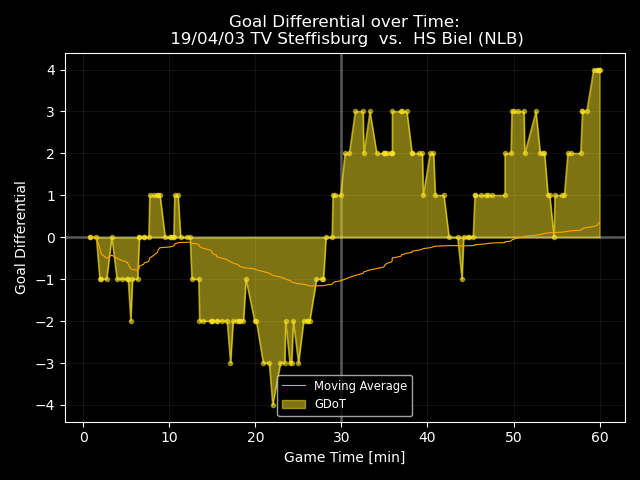 Goal Differential over Time:
19/04/03 TV Steffisburg  vs.  HS Biel (NLB)
4
3
2
1
0
−1
−2
−3
−4
Goal Differential
Moving Average
GDoT
0 10 20 30 40 50 60
Game Time [min]